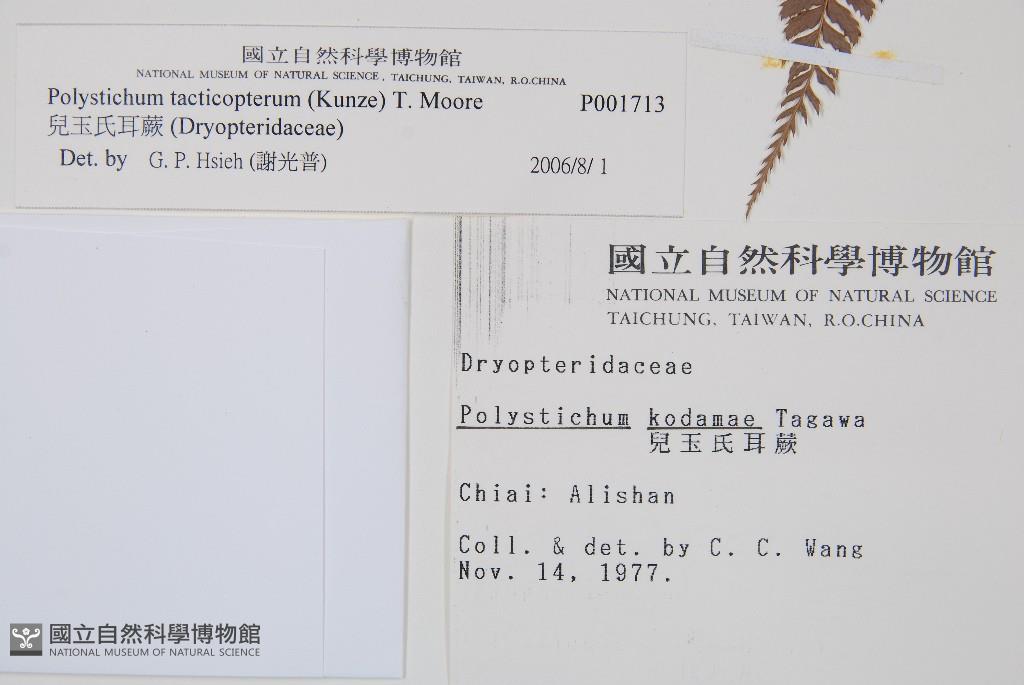 國立自然科學博物館
NATIONAL MUSEUM OF NATURAL SCIENCE, TAICHUNG, TAIWAN, R.O.CHINA
Polystichum tacticopterum (Kunze) T. Moore P001713
兒玉氏耳蕨 (Dryopteridaceae)
Det. by G. P. Hsieh (謝光普) 2006/8/ 1
國立自然科學博物館
NATIONAL MUSEUM OF NATURAL SCIENCE
TAICHUNG, TAIWAN, R.O.CHINA
Dryopteridaceae
Polystichum kodamae Tagawa
兒玉氏耳蕨
Chiai: Alishan
Coll. & det. by C. C. Wang
Nov. 14, 1977.
國立自然科學博物館
NATIONAL MUSEUM OF NATURAL SCIENCE